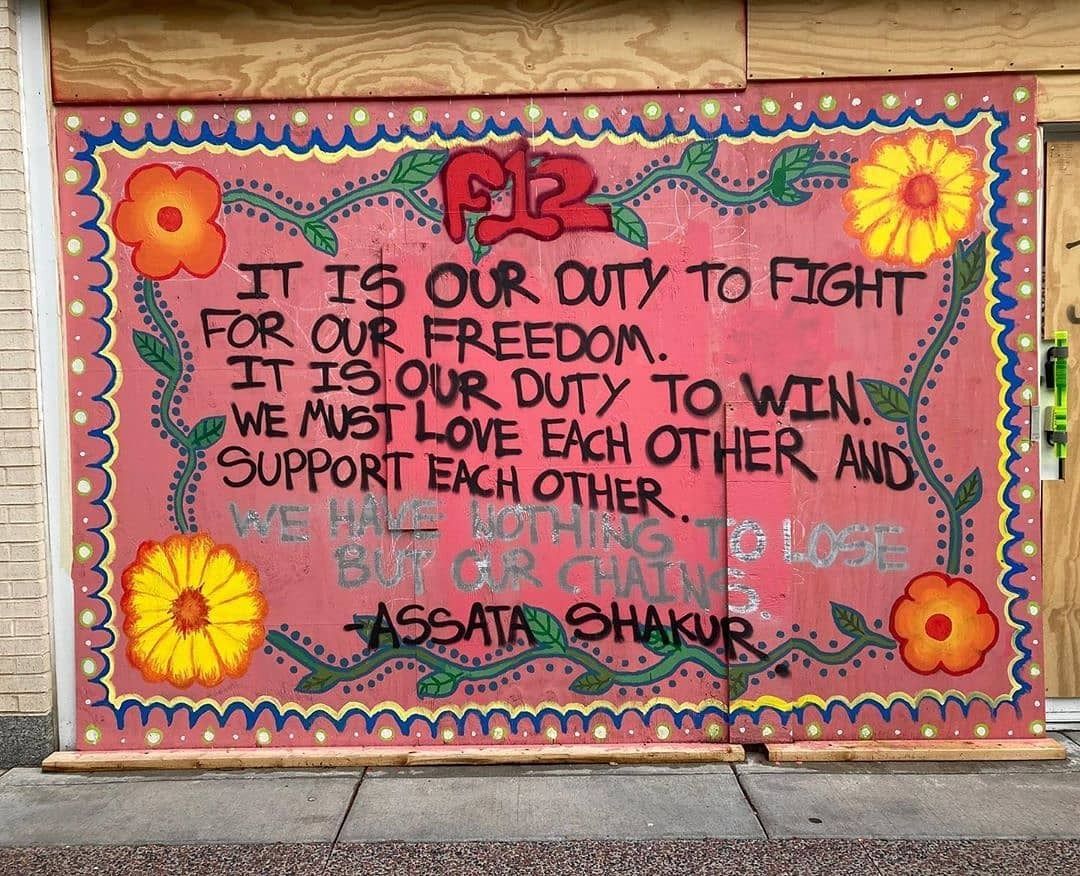 F12
IT IS OUR DUTY TO FIGHT
FOR OUR FREEDOM.
IT IS OUR DUTY TO WIN.
WE MUST LOVE EACH OTHER AND
SUPPORT EACH OTHER.
WE HAVE NOTHING TO LOSE
BUT OUR CHAINS.
-ASSATA SHAKUR.